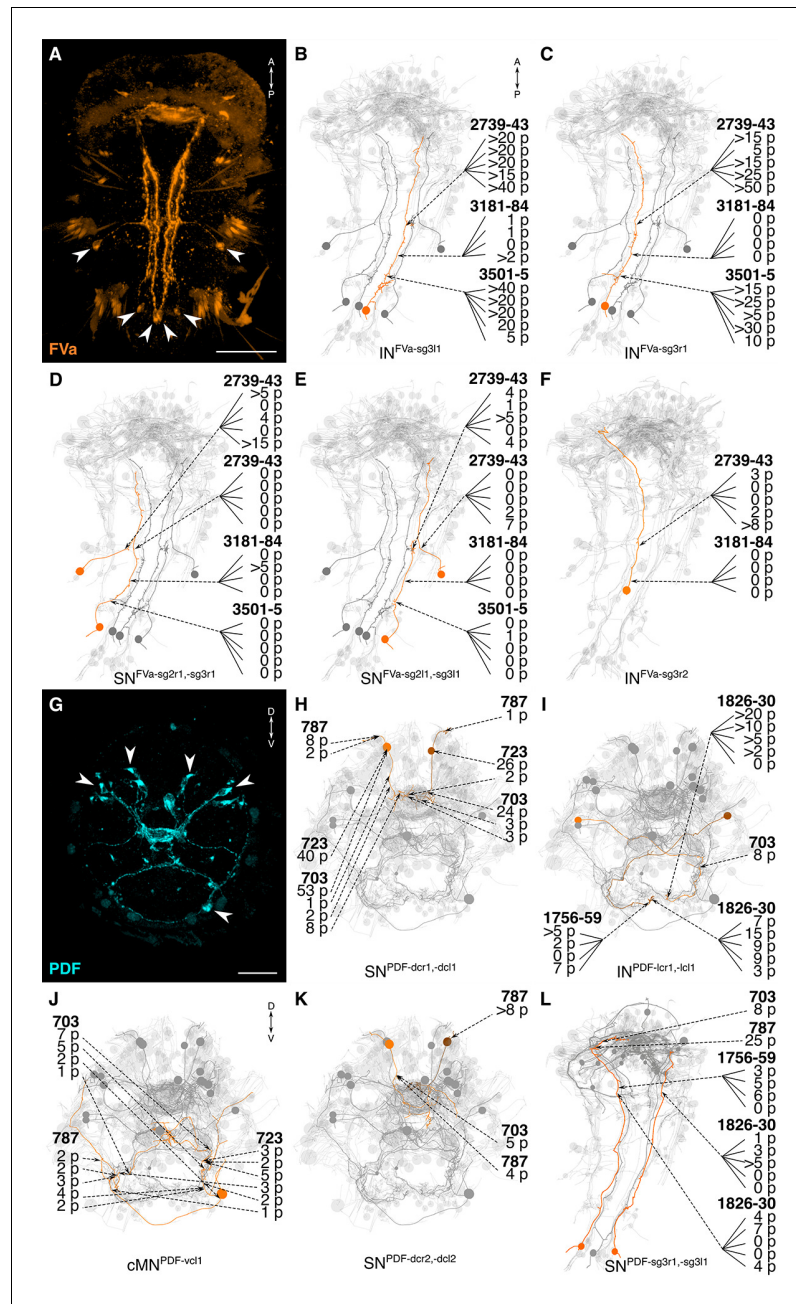 A
A
P
FVa
B
A
P
2739-43
>20 p
>20 p
>20 p
>15 p
>40 p
3181-84
1 p
1 p
0 p
>2 p
3501-5
>40 p
>20 p
>20 p
20 p
5 p
IN^FVa-sg3l1
C
2739-43
>15 p
5 p
>15 p
>25 p
>50 p
3181-84
0 p
0 p
0 p
0 p
3501-5
>15 p
>25 p
>5 p
>30 p
10 p
IN^FVa-sg3r1
D
2739-43
>5 p
0 p
4 p
0 p
>15 p
2739-43
0 p
0 p
0 p
0 p
0 p
3181-84
0 p
>5 p
0 p
0 p
3501-5
0 p
0 p
0 p
0 p
0 p
SN^FVa-sg2r1,-sg3r1
E
2739-43
4 p
1 p
>5 p
0 p
4 p
2739-43
0 p
0 p
0 p
2 p
7 p
3181-84
0 p
0 p
0 p
0 p
3501-5
0 p
1 p
0 p
0 p
0 p
SN^FVa-sg2l1,-sg3l1
F
2739-43
3 p
0 p
0 p
2 p
>8 p
3181-84
0 p
0 p
0 p
0 p
IN^FVa-sg3r2
G
D
V
PDF
H
787
8 p
2 p
787
1 p
723
26 p
2 p
703
24 p
3 p
3 p
723
40 p
703
53 p
1 p
2 p
8 p
SN^PDF-dcr1,-dcl1
I
1826-30
>20 p
>10 p
>5 p
>2 p
0 p
703
8 p
1756-59
>5 p
2 p
0 p
7 p
1826-30
7 p
15 p
9 p
9 p
3 p
IN^PDF-lcr1,-lcl1
J
D
V
703
7 p
5 p
2 p
1 p
787
2 p
2 p
3 p
4 p
2 p
723
3 p
2 p
5 p
3 p
2 p
1 p
cMN^PDF-vcl1
K
787
>8 p
703
5 p
787
4 p
SN^PDF-dcr2,-dcl2
L
703
8 p
787
25 p
1756-59
3 p
5 p
6 p
0 p
1826-30
1 p
3 p
>5 p
0 p
0 p
1826-30
4 p
7 p
0 p
0 p
4 p
SN^PDF-sg3r1,-sg3l1